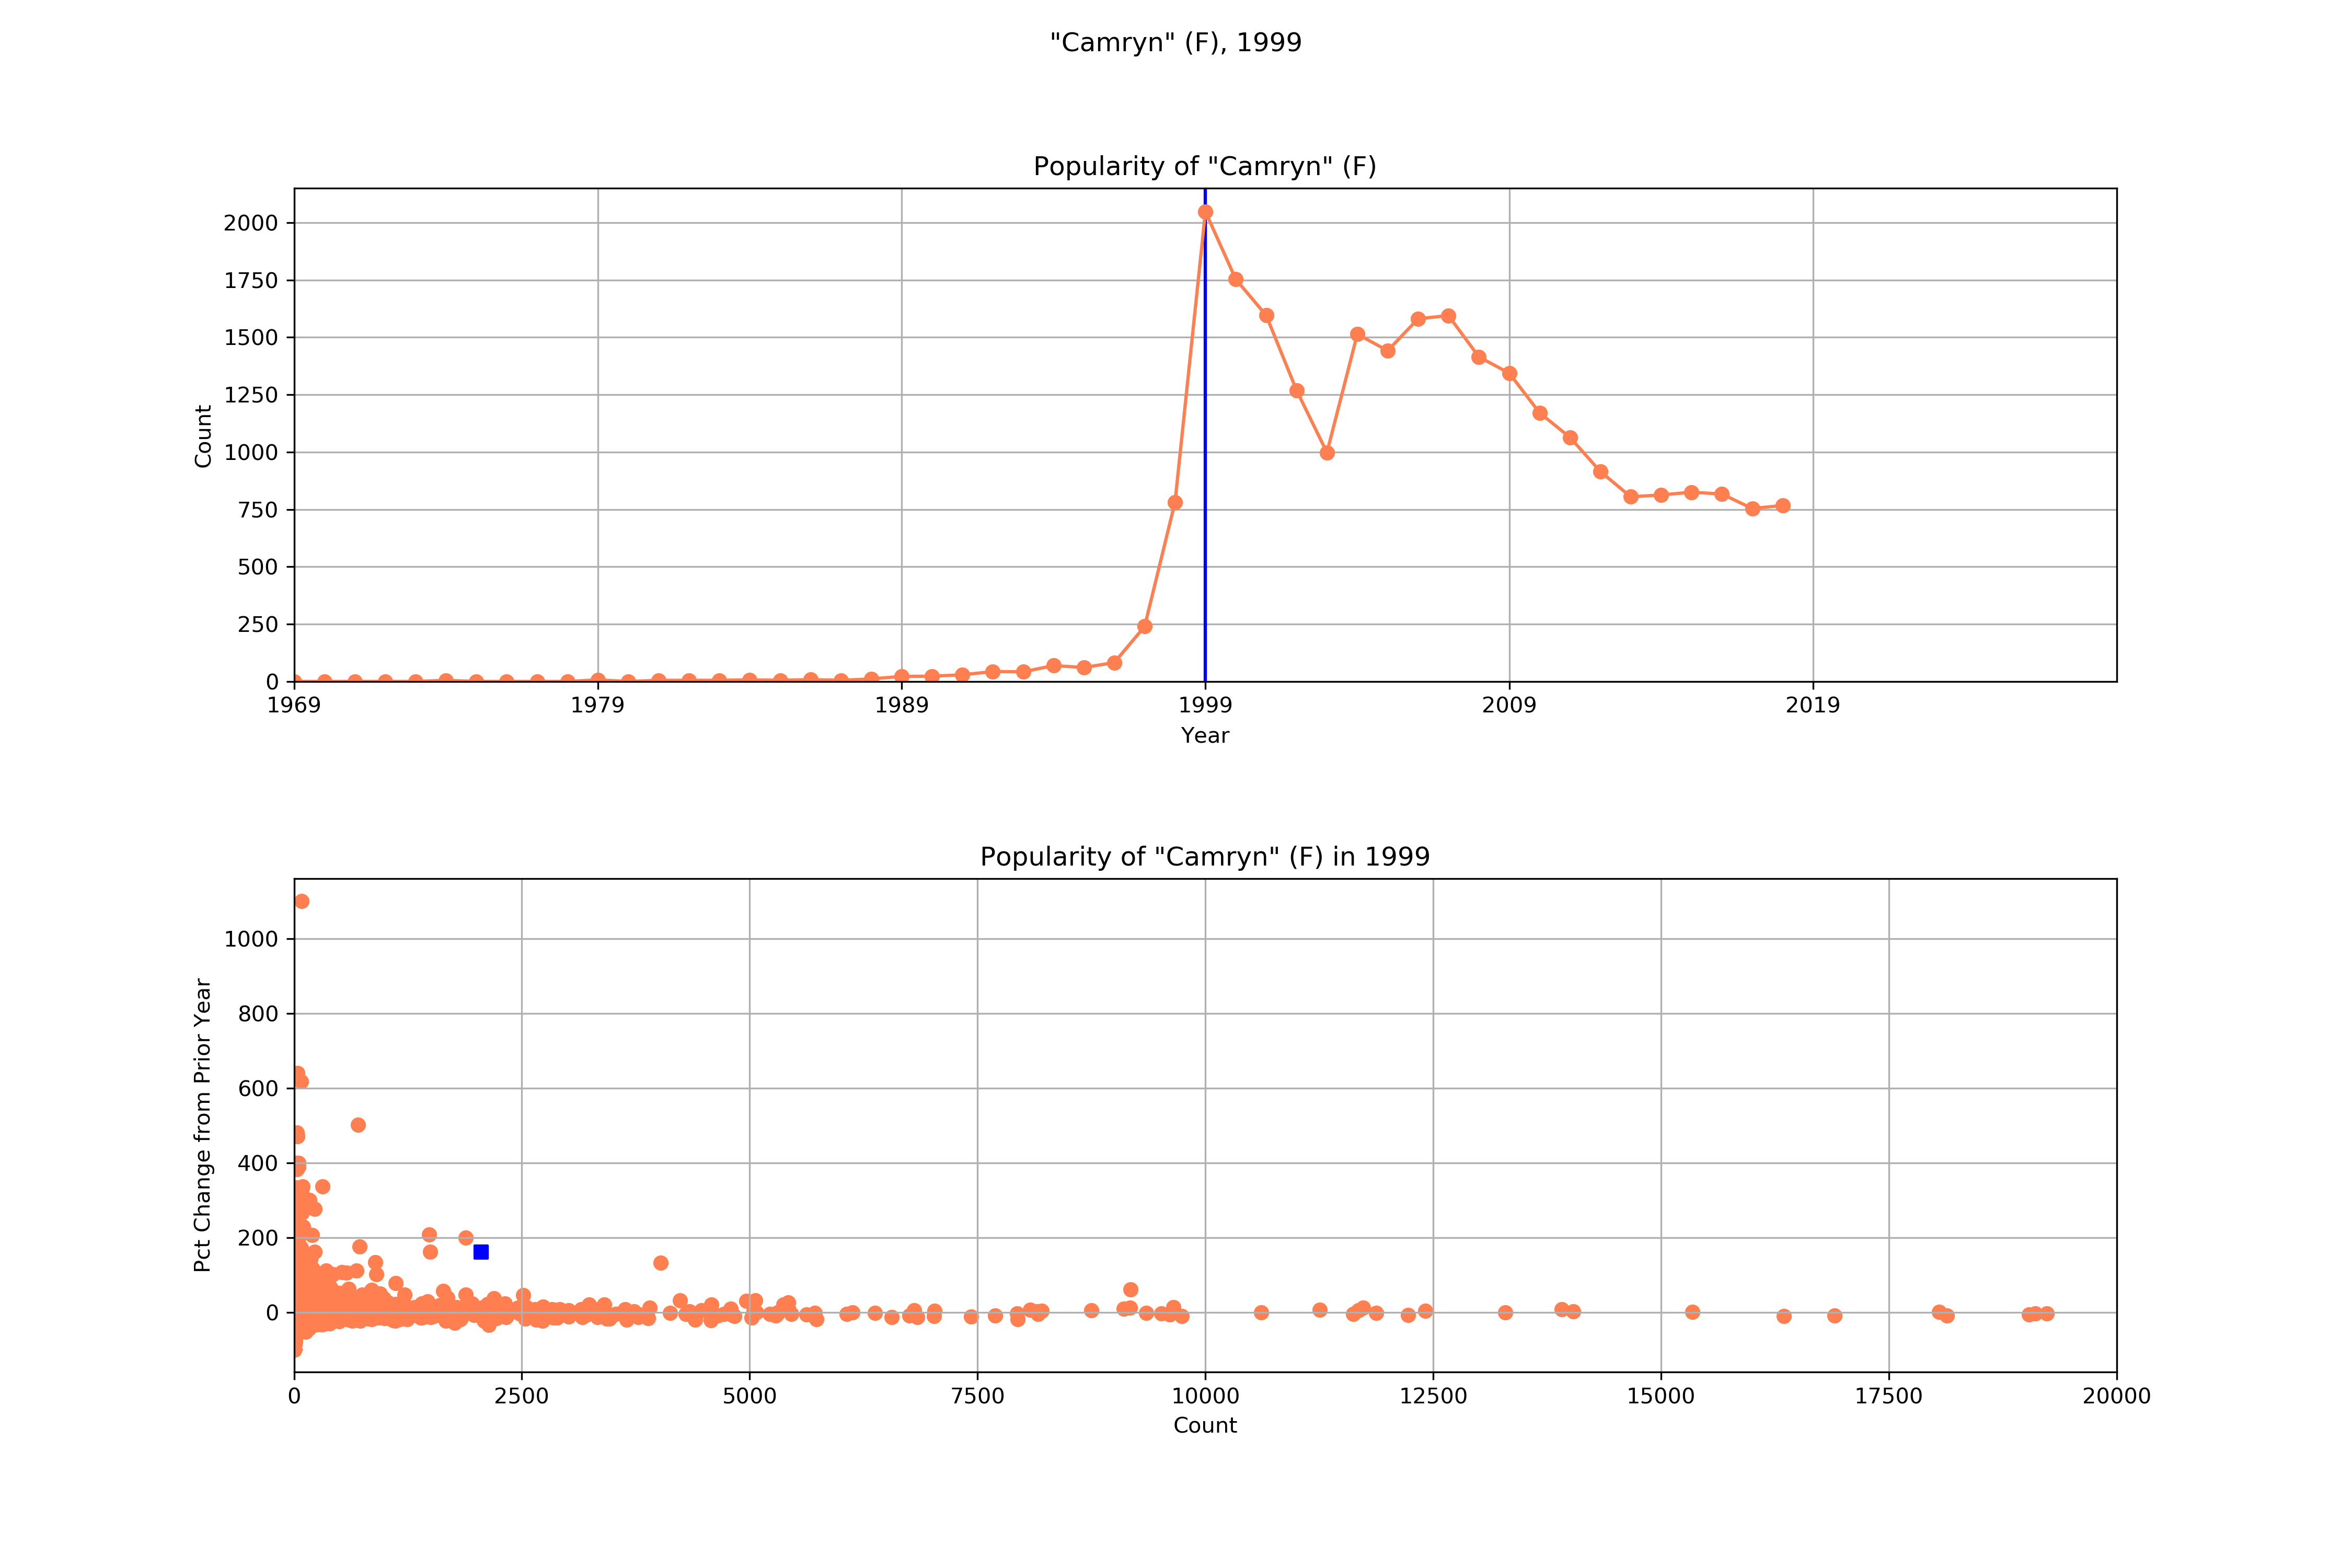 "Camryn" (F), 1999
Popularity of "Camryn" (F)
2000
1750
1500
1250
1000
750
500
250
0
Count
1969 1979 1989 1999 2009 2019
Year
Popularity of "Camryn" (F) in 1999
1000
800
600
400
200
0
Pct Change from Prior Year
0 2500 5000 7500 10000 12500 15000 17500 20000
Count